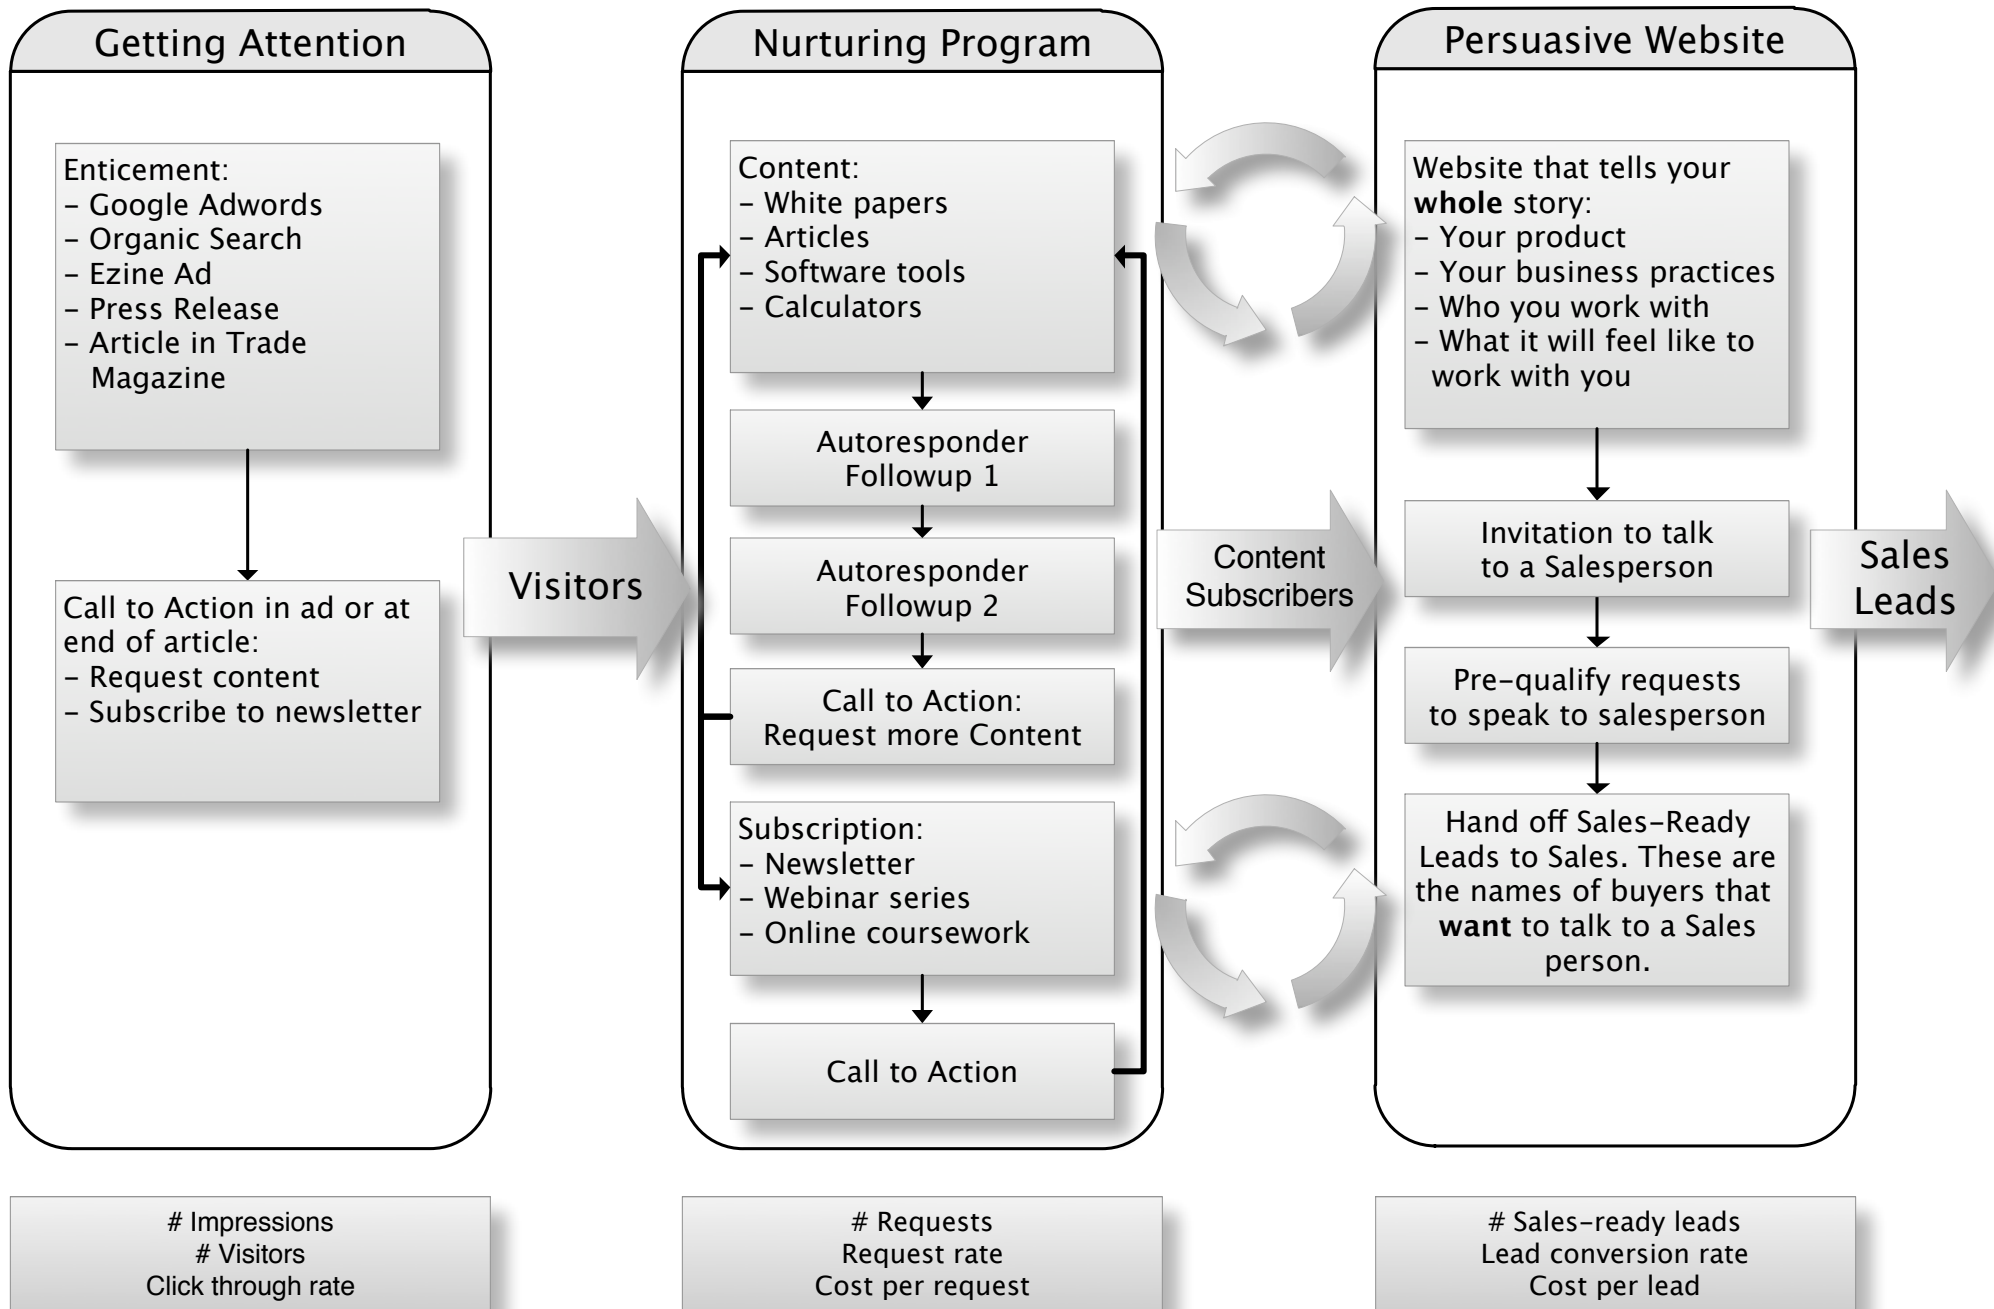 Getting Attention
Enticement:
– Google Adwords
– Organic Search
– Ezine Ad
– Press Release
– Article in Trade
Magazine
Call to Action in ad or at
end of article:
– Request content
– Subscribe to newsletter
Visitors
Nurturing Program
Content:
– White papers
– Articles
– Software tools
– Calculators
Autoresponder
Followup 1
Autoresponder
Followup 2
Call to Action:
Request more Content
Subscription:
– Newsletter
– Webinar series
– Online coursework
Call to Action
Content
Subscribers
Persuasive Website
Website that tells your
whole story:
– Your product
– Your business practices
– Who you work with
– What it will feel like to
work with you
Invitation to talk
to a Salesperson
Pre–qualify requests
to speak to salesperson
Hand off Sales–Ready
Leads to Sales. These are
the names of buyers that
want to talk to a Sales
person.
Sales
Leads
# Impressions
# Visitors
Click through rate
# Requests
Request rate
Cost per request
# Sales–ready leads
Lead conversion rate
Cost per lead